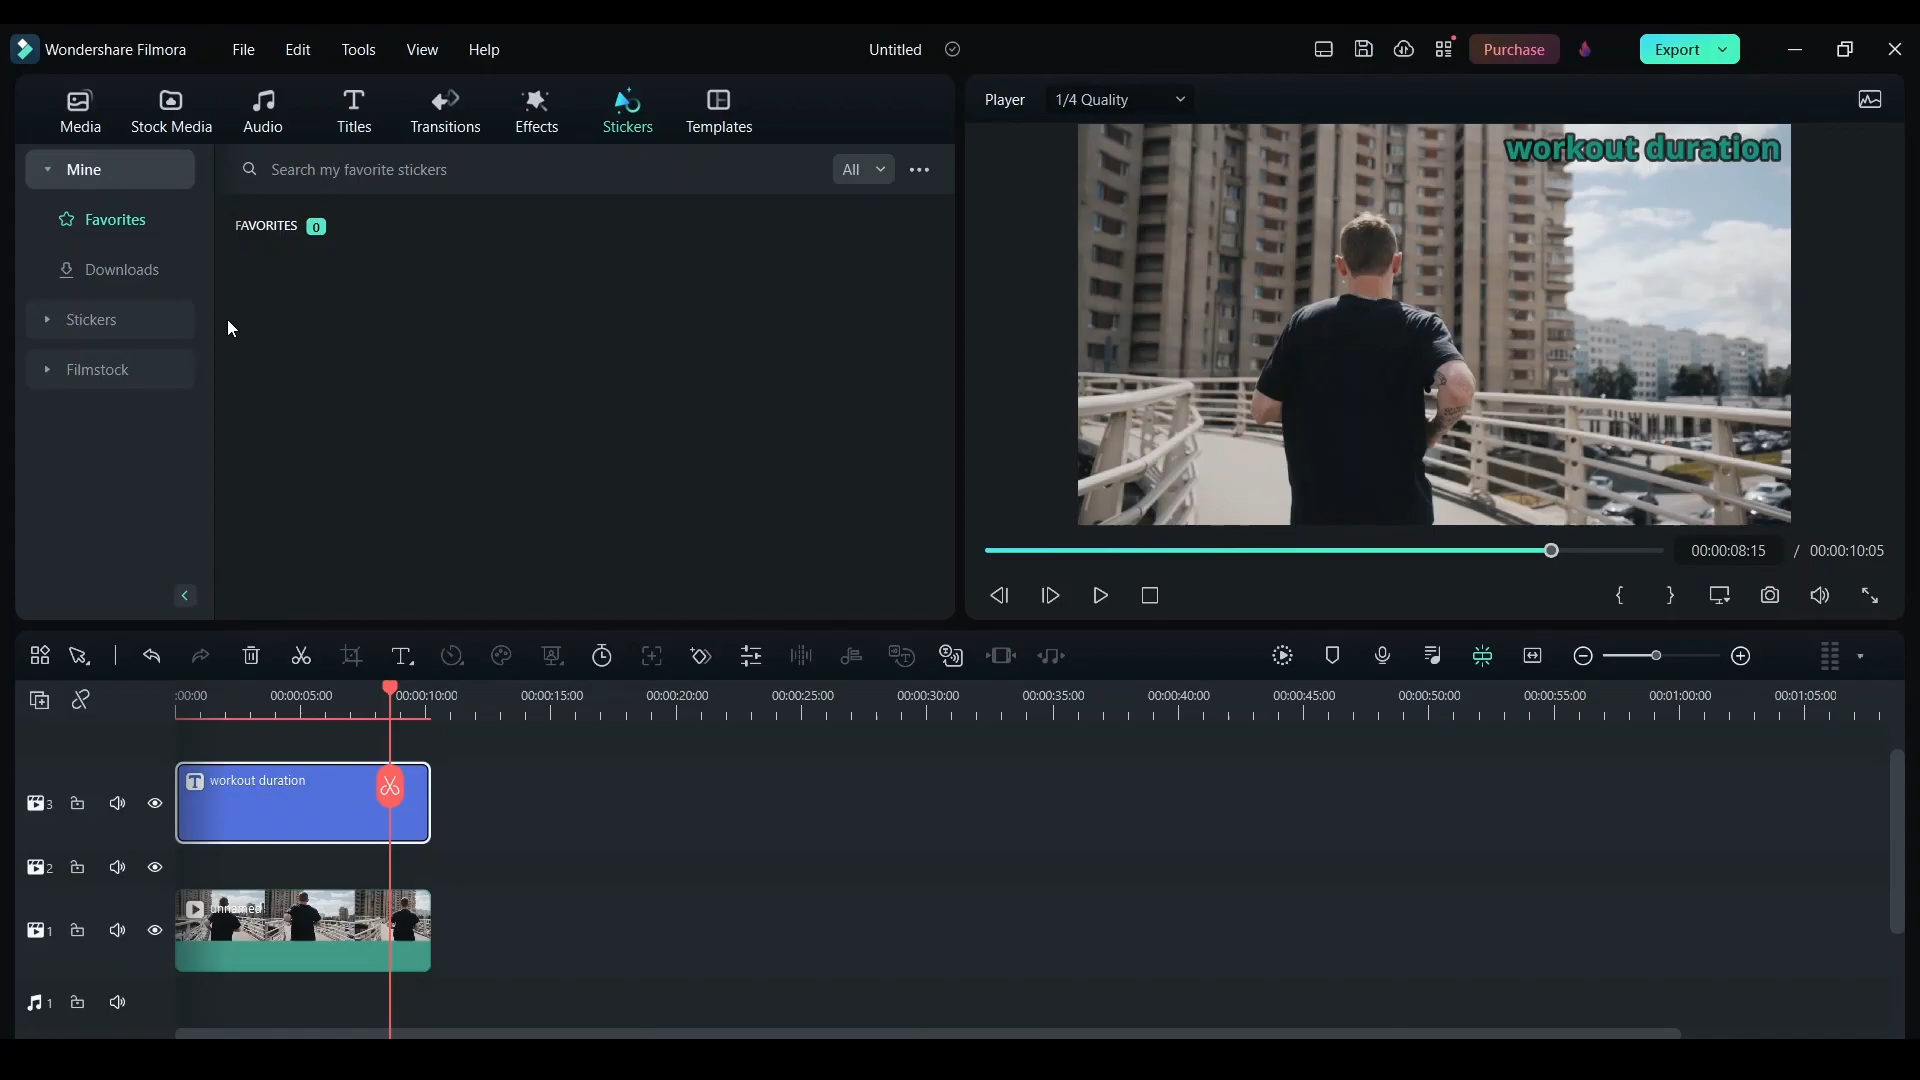 Wondershare Filmora
File Edit Tools View Help
Untitled
Purchase
Export
Media Stock Media Audio Titles Transitions Effects Stickers Templates
Player 1/4 Quality
Mine
Search my favorite stickers
All
Favorites
FAVORITES 0
Downloads
Stickers
Filmstock
workout duration
00:00:08:15 / 00:00:10:05
:00:00 00:00:05:00 00:00:10:00 00:00:15:00 00:00:20:00 00:00:25:00 00:00:30:00 00:00:35:00 00:00:40:00 00:00:45:00 00:00:50:00 00:00:55:00 00:01:00:00 00:01:05:00
T workout duration
3
2
unnamed
1
1